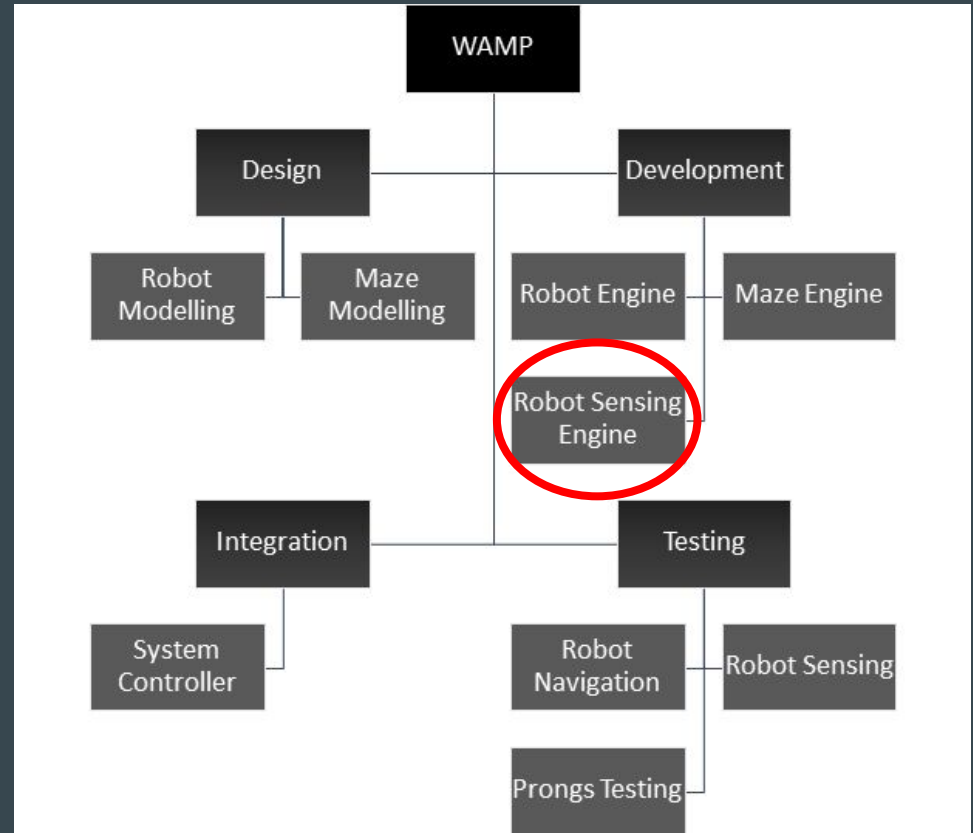 WAMP
Design
Development
Robot
Modelling
Maze
Modelling
Robot Engine
Maze Engine
Robot Sensing
Engine
Integration
Testing
System
Controller
Robot
Navigation
Robot Sensing
Prongs Testing